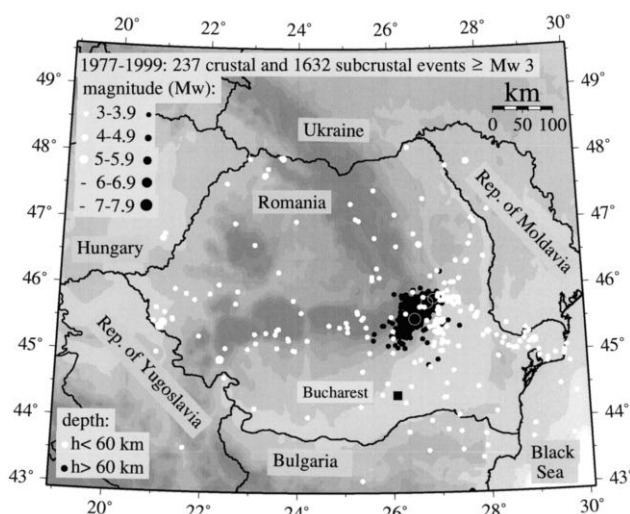 20° 22° 24° 26° 28° 30°
1977-1999: 237 crustal and 1632 subcrustal events ≥ Mw 3
magnitude (Mw):
3-3.9
4-4.9
5-5.9
- 6-6.9
- 7-7.9
km
0 50 100
Ukraine
Romania
Rep. of Moldavia
Hungary
Rep. of Yugoslavia
Bucharest
depth:
h< 60 km
h> 60 km
Bulgaria
Black
Sea
49° 49°
48° 48°
47° 47°
46° 46°
45° 45°
44° 44°
43° 43°
20° 22° 24° 26° 28° 30°